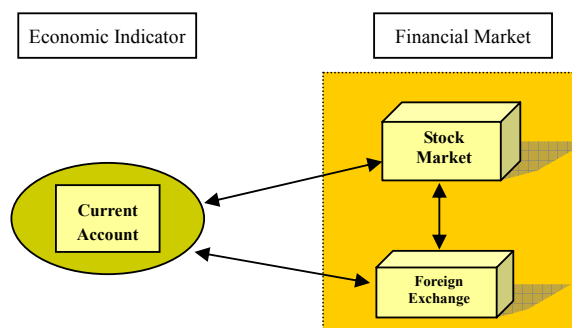 Economic Indicator
Financial Market
Stock
Market
Current
Account
Foreign
Exchange